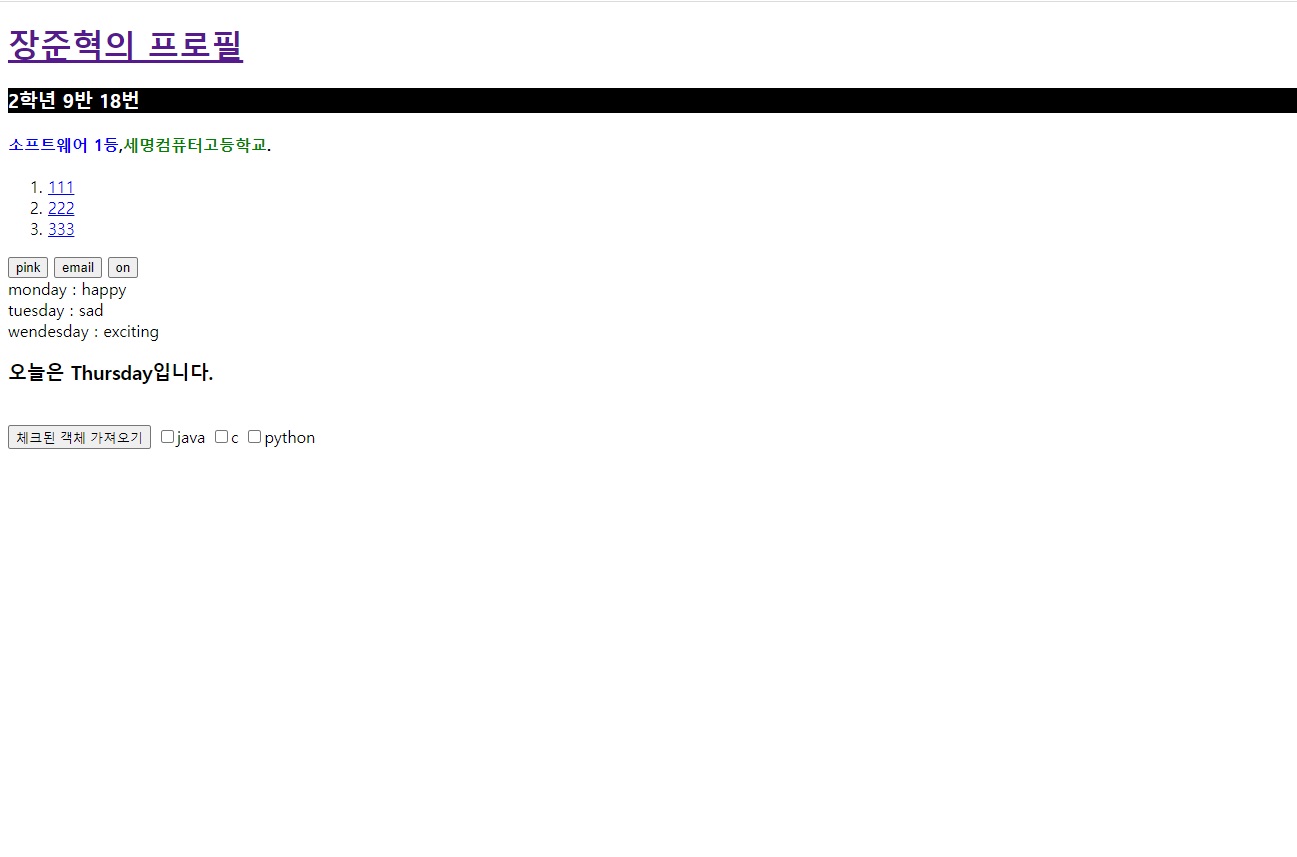 장준혁의 프로필
2학년 9반 18번
소프트웨어 1등,세명컴퓨터고등학교.
1. 111
2. 222
3. 333
pink email on
monday : happy
tuesday : sad
wendesday : exciting
오늘은 Thursday입니다.
체크된 객체 가져오기 java c python